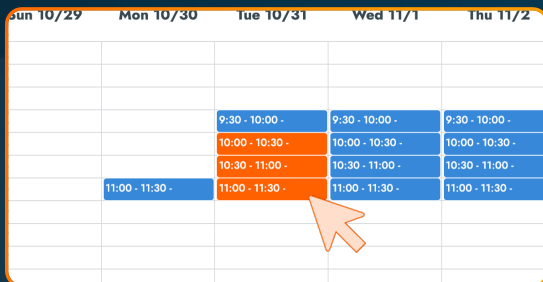 Sun 10/29 Mon 10/30 Tue 10/31 Wed 11/1 Thu 11/2
9:30 - 10:00 - 9:30 - 10:00 - 9:30 - 10:00 -
10:00 - 10:30 - 10:00 - 10:30 - 10:00 - 10:30 -
10:30 - 11:00 - 10:30 - 11:00 - 10:30 - 11:00 -
11:00 - 11:30 - 11:00 - 11:30 - 11:00 - 11:30 - 11:00 - 11:30 -